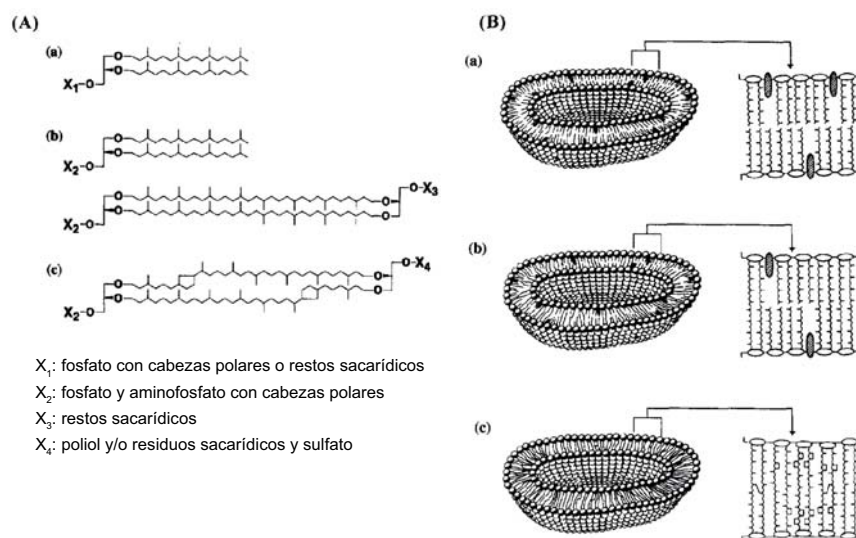 (A)
(a)
O
O
X₁-O
(b)
O
O
X₂-O
O-X₃
O
O
O
O
X₂-O
(c)
O-X₄
O
O
O
O
X₂-O
X₁: fosfato con cabezas polares o restos sacarídicos
X₂: fosfato y aminofosfato con cabezas polares
X₃: restos sacarídicos
X₄: poliol y/o residuos sacarídicos y sulfato
(B)
(a)
(b)
(c)